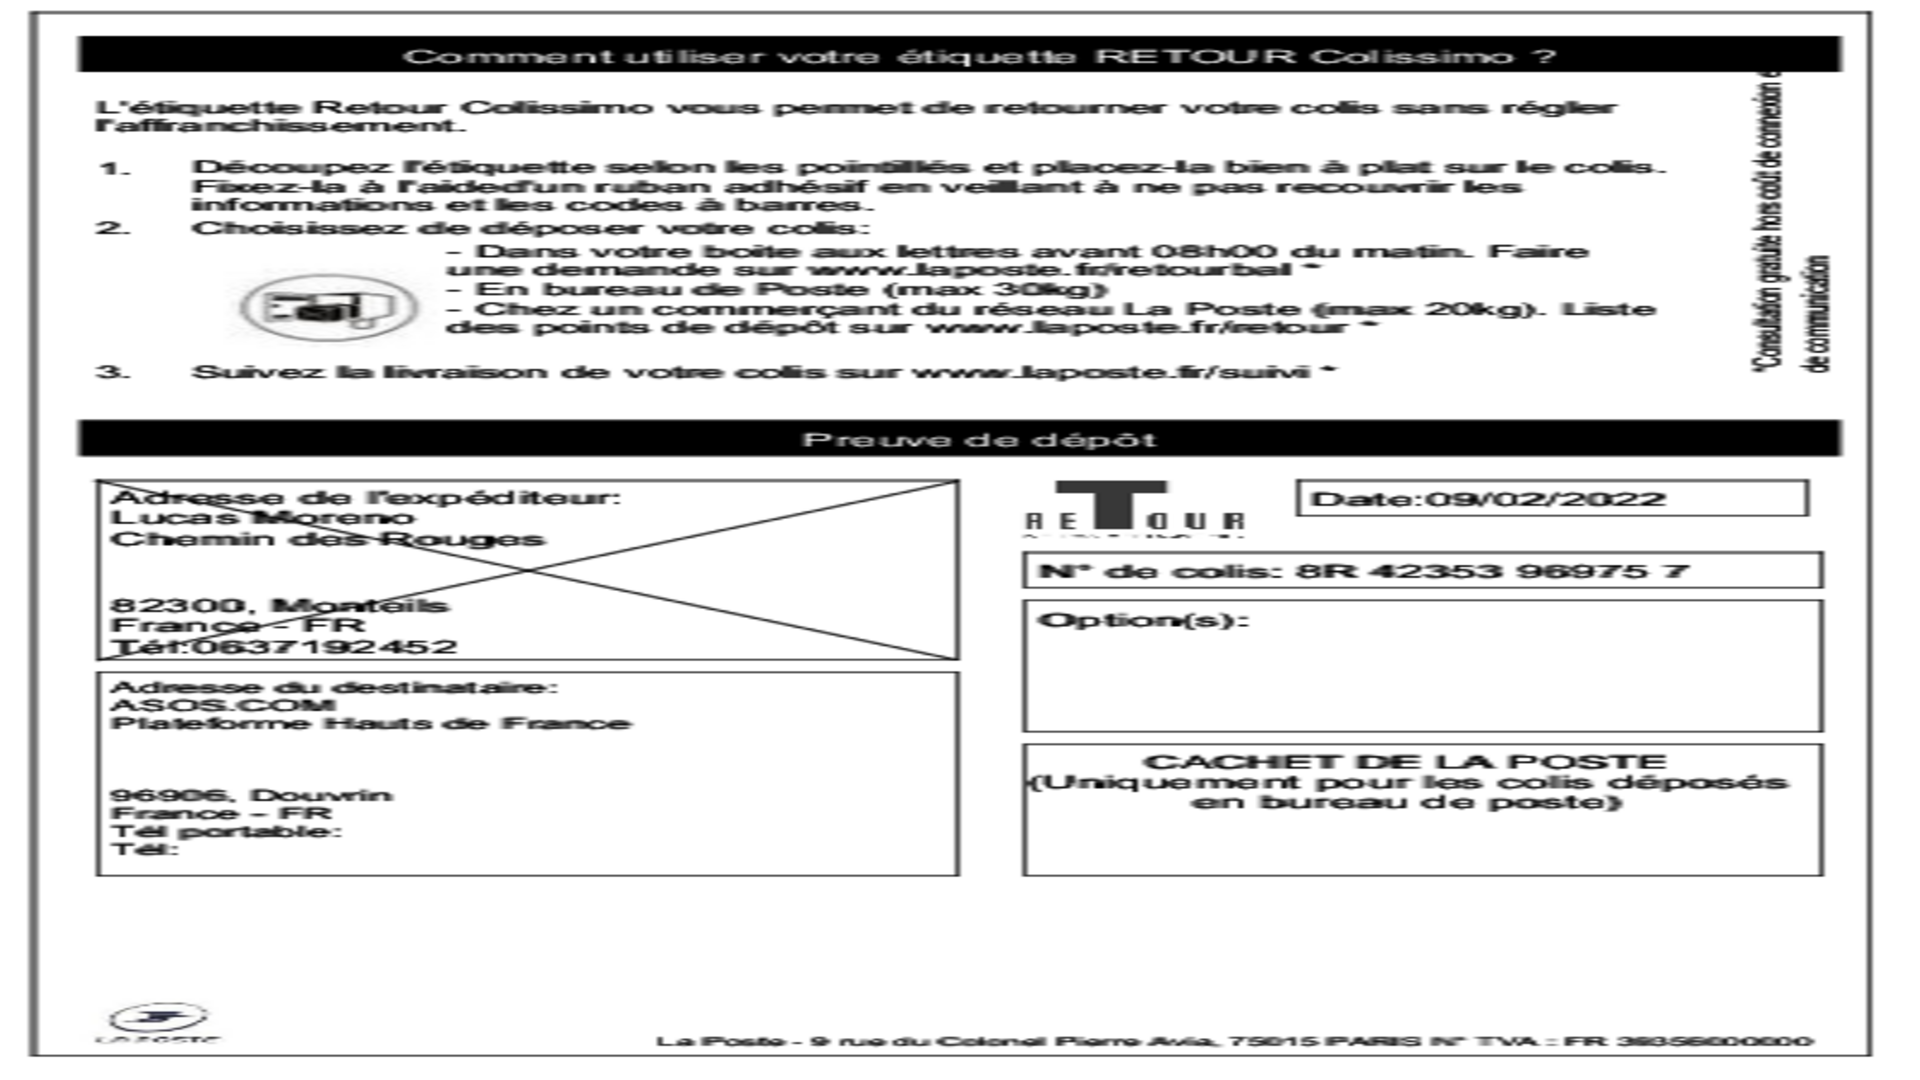 Comment utiliser votre étiquette RETOUR Colissimo ?
L'étiquette Retour Colissimo vous permet de retourner votre colis sans régler
l'affranchissement.
1. Découpez l'étiquette selon les pointillés et placez-la bien à plat sur le colis.
Fixez-la à l'aided'un ruban adhésif en veillant à ne pas recouvrir les
informations et les codes à barres.
2. Choisissez de déposer votre colis:
- Dans votre boite aux lettres avant 08h00 du matin. Faire
une demande sur www.laposte.fr/retourbal *
- En bureau de Poste (max 30kg)
- Chez un commerçant du réseau La Poste (max 20kg). Liste
des points de dépôt sur www.laposte.fr/retour *
3. Suivez la livraison de votre colis sur www.laposte.fr/suivi *
*Consultation gratuite hors coût de connexion e
de communication
Preuve de dépôt
Adresse de l'expéditeur:
Lucas Moreno
Chemin des Rouges
82300, Monteils
France - FR
Tél:0637192452
Adresse du destinataire:
ASOS.COM
Plateforme Hauts de France
96906, Douvrin
France - FR
Tél portable:
Tél:
RETOUR
Date:09/02/2022
N° de colis: 8R 42353 96975 7
Option(s):
CACHET DE LA POSTE
(Uniquement pour les colis déposés
en bureau de poste)
LA POSTE
La Poste - 9 rue du Colonel Pierre Avia, 75015 PARIS N° TVA : FR 39356000000